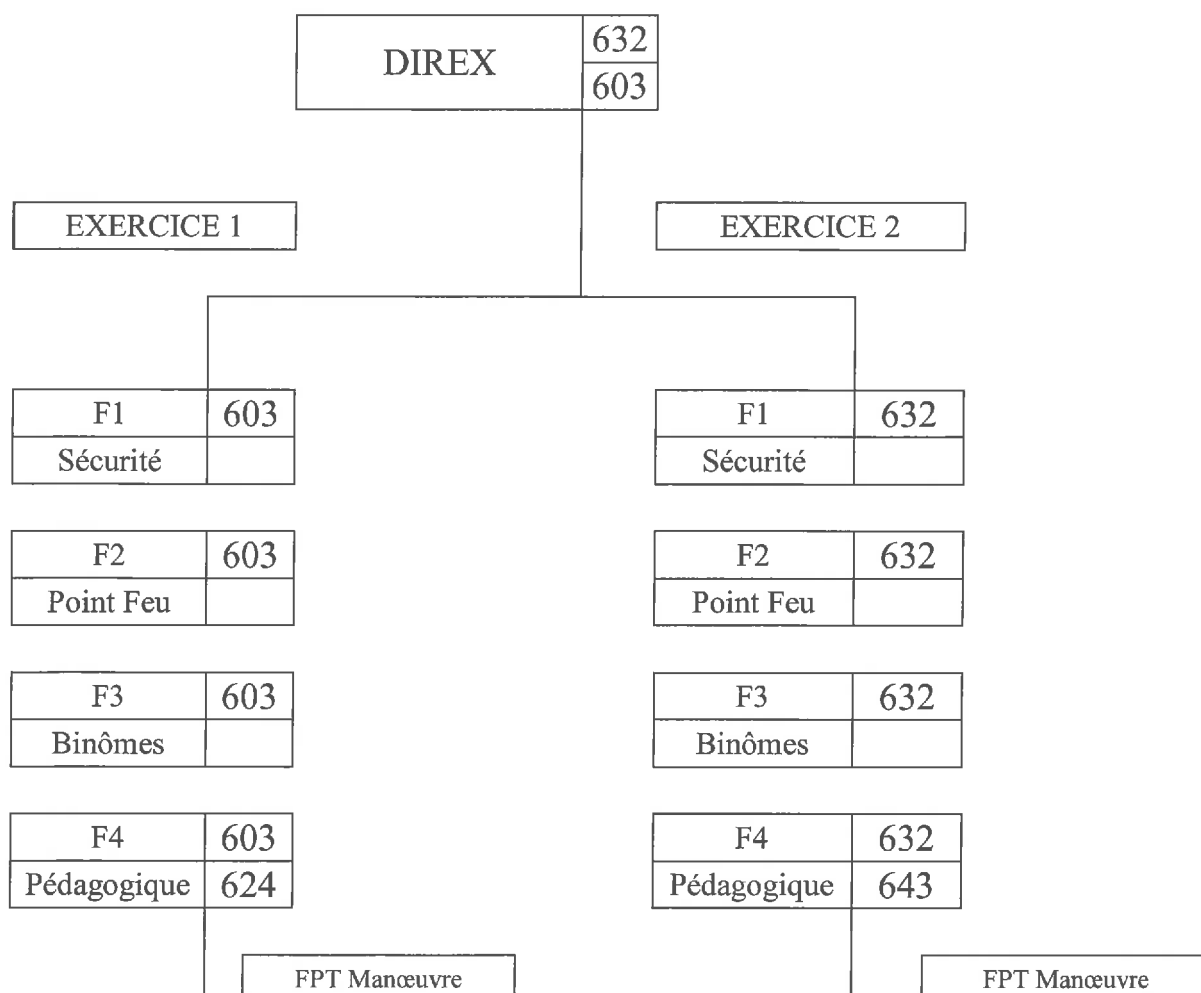 DIREX 632
603
EXERCICE 1
EXERCICE 2
F1 603
Sécurité
F1 632
Sécurité
F2 603
Point Feu
F2 632
Point Feu
F3 603
Binômes
F3 632
Binômes
F4 603
Pédagogique 624
F4 632
Pédagogique 643
FPT Manœuvre
FPT Manœuvre